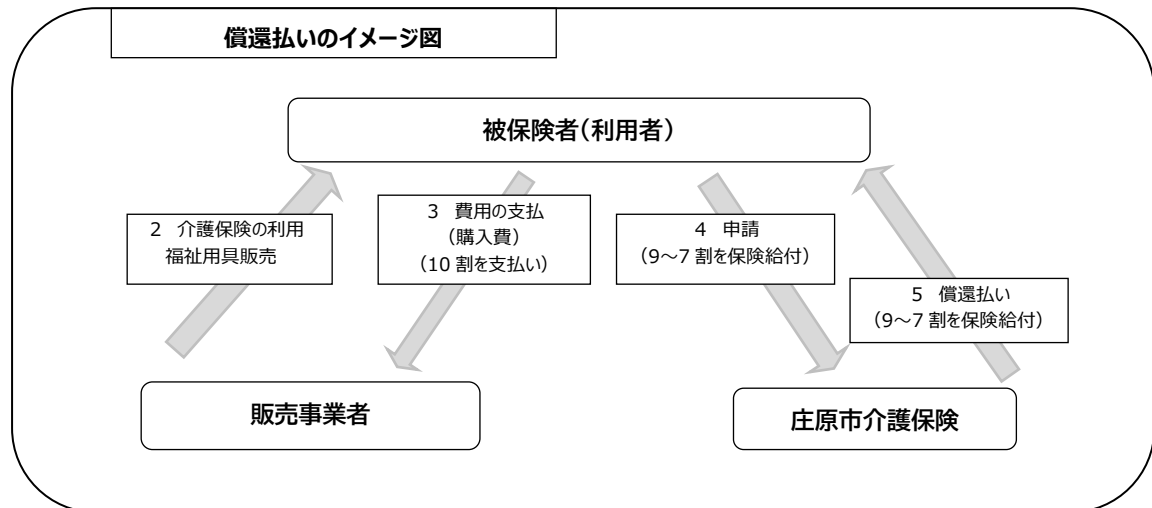 償還払いのイメージ図
被保険者(利用者)
2 介護保険の利用
福祉用具販売
3 費用の支払
(購入費)
(10 割を支払い)
4 申請
(9～7 割を保険給付)
5 償還払い
(9～7 割を保険給付)
販売事業者
庄原市介護保険